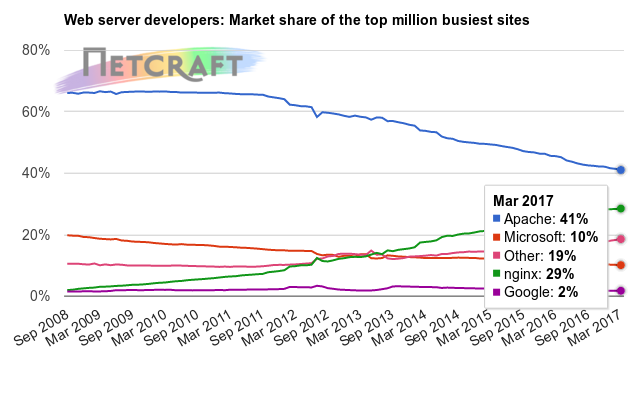 Web server developers: Market share of the top million busiest sites
80%
NETCRAFT
60%
40%
Mar 2017
Apache: 41%
Microsoft: 10%
Other: 19%
nginx: 29%
Google: 2%
20%
0%
Sep 2008
Mar 2009
Sep 2009
Mar 2010
Sep 2010
Mar 2011
Sep 2011
Mar 2012
Sep 2012
Mar 2013
Sep 2013
Mar 2014
Sep 2014
Mar 2015
Sep 2015
Mar 2016
Sep 2016
Mar 2017